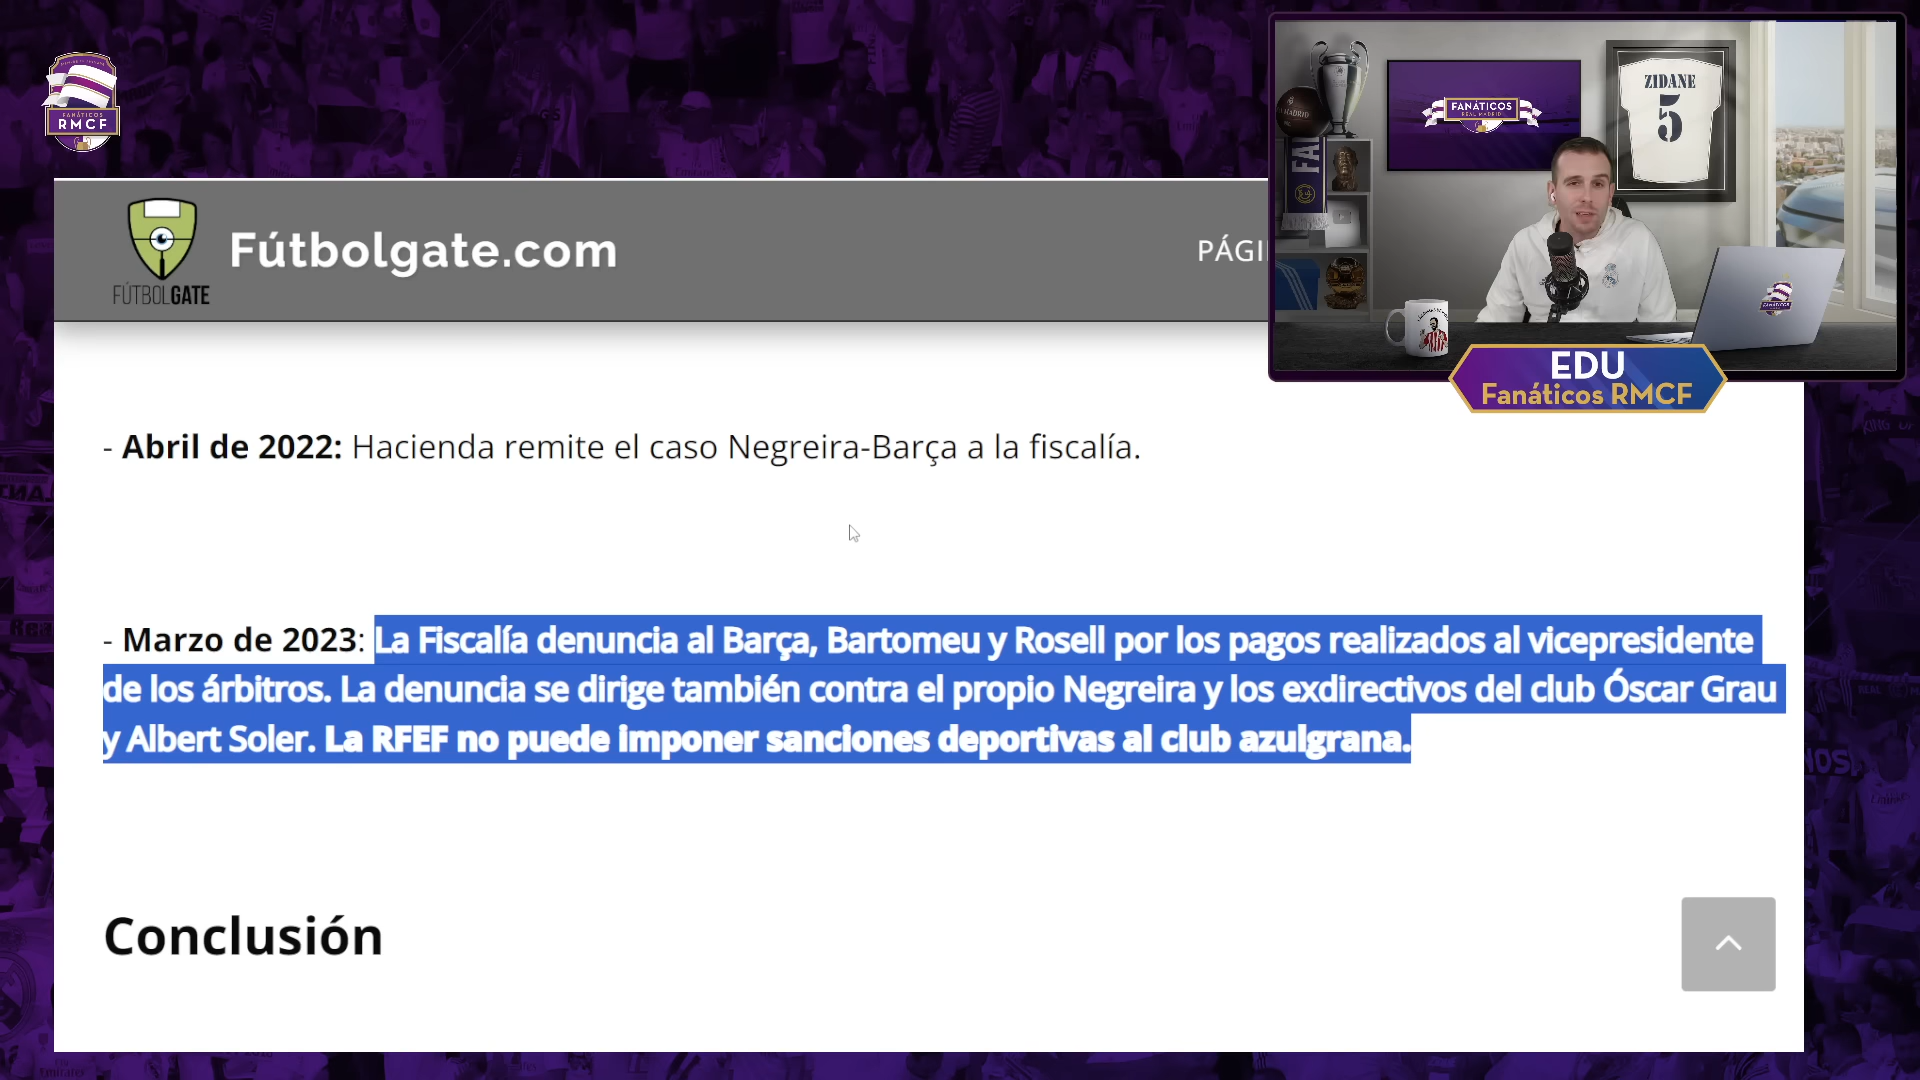 FANÁTICOS
RMCF
FÚTBOLGATE
Fútbolgate.com
PÁGI
FANÁTICOS
REAL MADRID
ZIDANE
5
FA
EDU
Fanáticos RMCF
- Abril de 2022: Hacienda remite el caso Negreira-Barça a la fiscalía.
- Marzo de 2023: La Fiscalía denuncia al Barça, Bartomeu y Rosell por los pagos realizados al vicepresidente
de los árbitros. La denuncia se dirige también contra el propio Negreira y los exdirectivos del club Óscar Grau
y Albert Soler. La RFEF no puede imponer sanciones deportivas al club azulgrana.
Conclusión